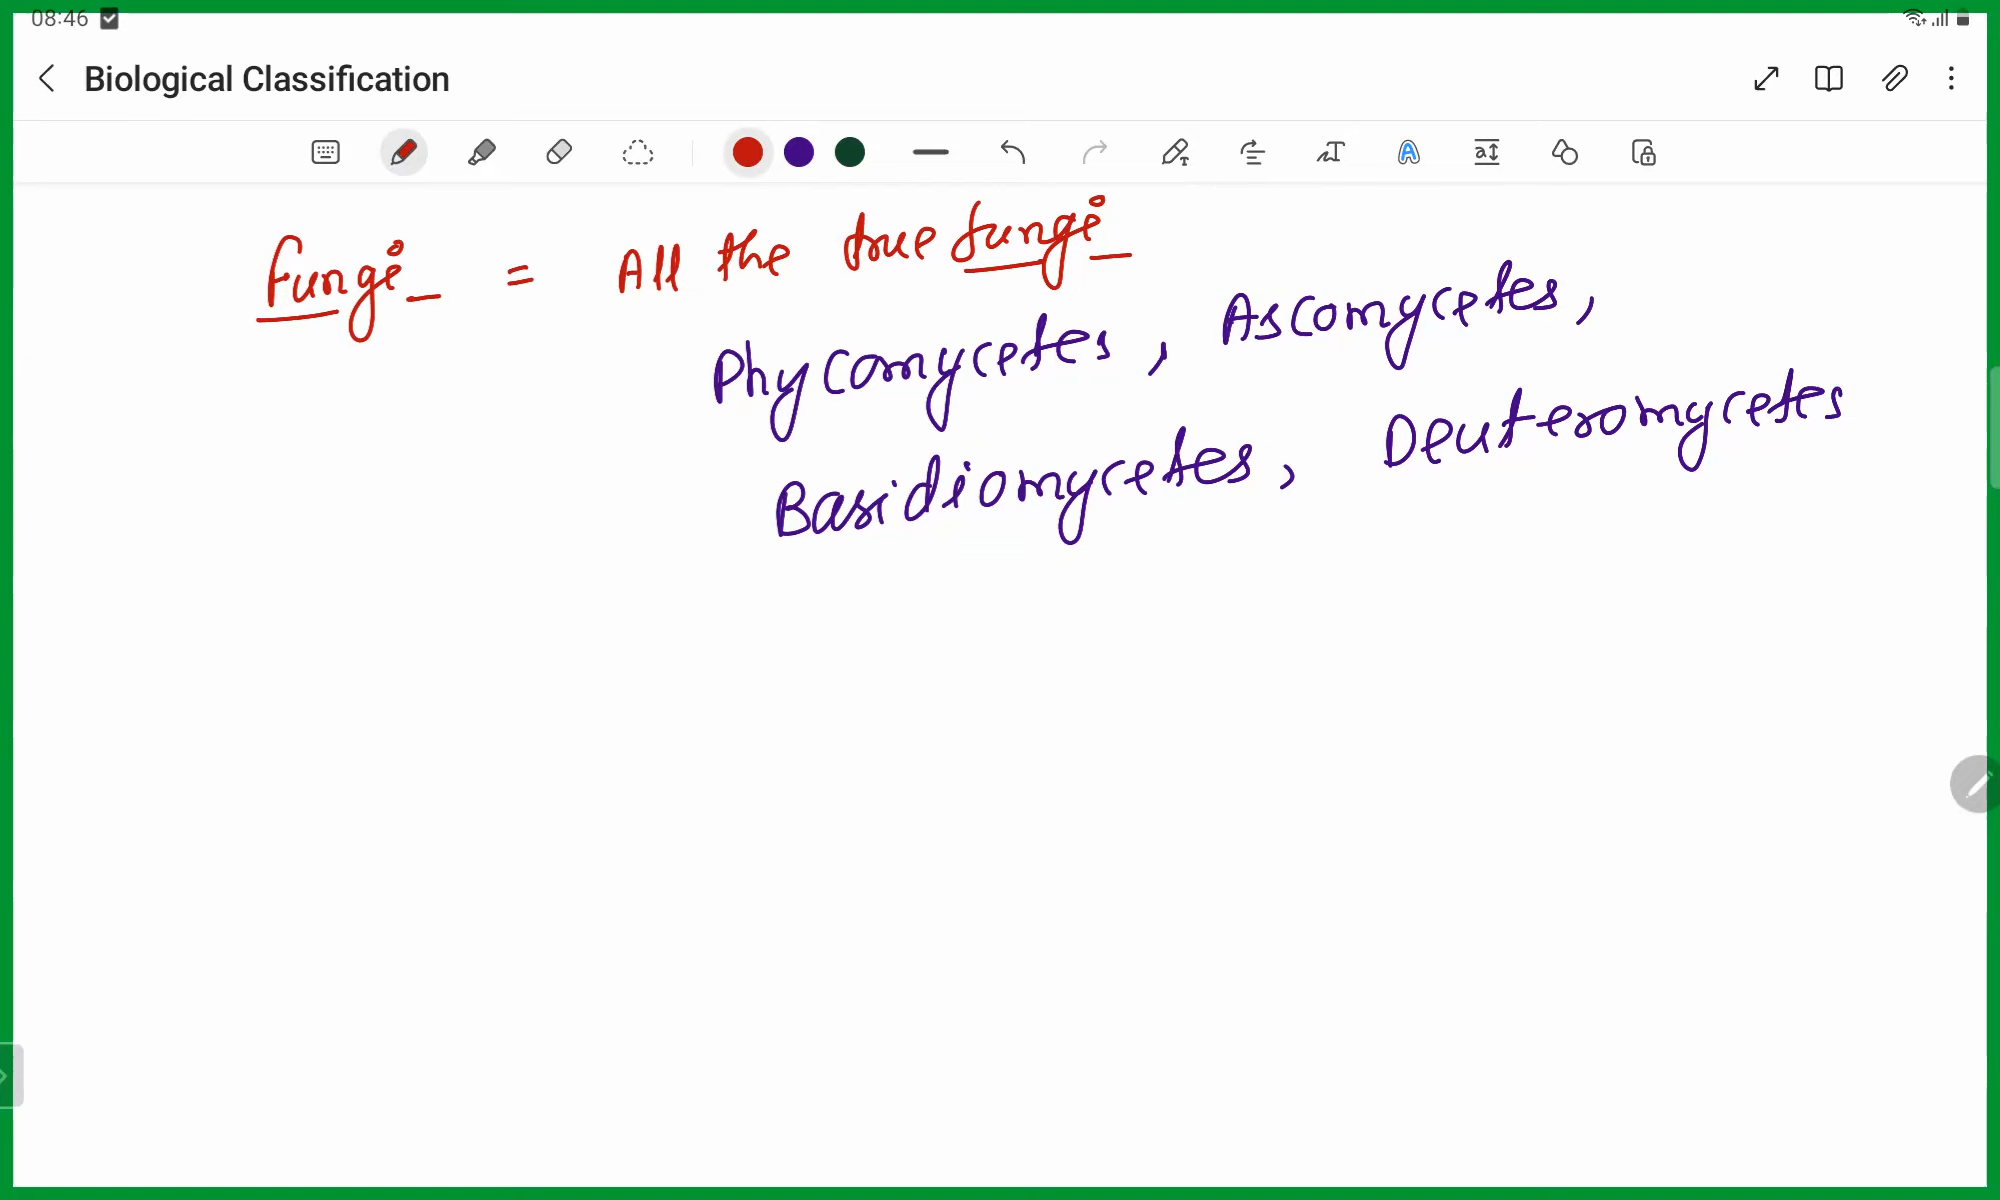 08:46
Biological Classification
Fungi = All the true fungi
Phycomycetes, Ascomycetes,
Basidiomycetes, Deuteromycetes